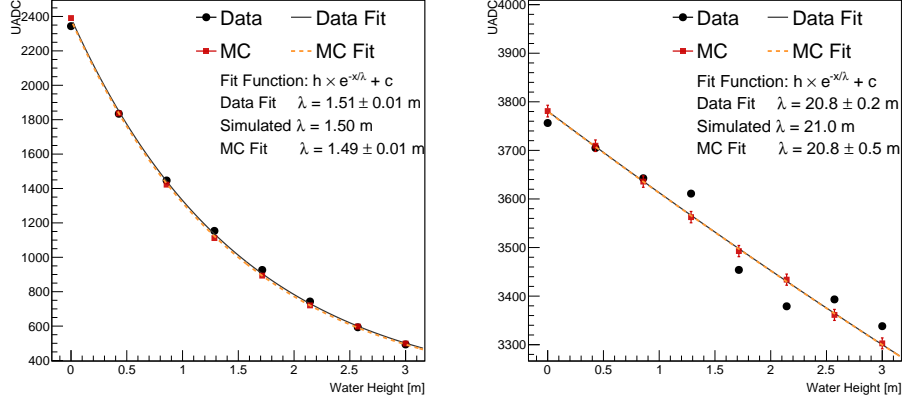 UADC
2400
2200
2000
1800
1600
1400
1200
1000
800
600
400
0 0.5 1 1.5 2 2.5 3
Water Height [m]
Data Data Fit
MC MC Fit
Fit Function: h × e^{-x/λ} + c
Data Fit λ = 1.51 ± 0.01 m
Simulated λ = 1.50 m
MC Fit λ = 1.49 ± 0.01 m
UADC
4000
3900
3800
3700
3600
3500
3400
3300
0 0.5 1 1.5 2 2.5 3
Water Height [m]
Data Data Fit
MC MC Fit
Fit Function: h × e^{-x/λ} + c
Data Fit λ = 20.8 ± 0.2 m
Simulated λ = 21.0 m
MC Fit λ = 20.8 ± 0.5 m